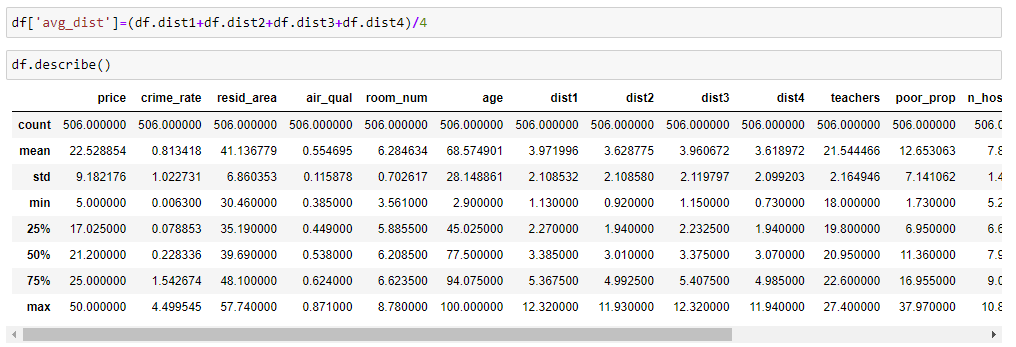 df['avg_dist']=(df.dist1+df.dist2+df.dist3+df.dist4)/4
df.describe()
price crime_rate resid_area air_qual room_num age dist1 dist2 dist3 dist4 teachers poor_prop n_hos
count 506.000000 506.000000 506.000000 506.000000 506.000000 506.000000 506.000000 506.000000 506.000000 506.000000 506.000000 506.000000 506.0
mean 22.528854 0.813418 41.136779 0.554695 6.284634 68.574901 3.971996 3.628775 3.960672 3.618972 21.544466 12.653063 7.8
std 9.182176 1.022731 6.860353 0.115878 0.702617 28.148861 2.108532 2.108580 2.119797 2.099203 2.164946 7.141062 1.4
min 5.000000 0.006300 30.460000 0.385000 3.561000 2.900000 1.130000 0.920000 1.150000 0.730000 18.000000 1.730000 5.2
25% 17.025000 0.078853 35.190000 0.449000 5.885500 45.025000 2.270000 1.940000 2.232500 1.940000 19.800000 6.950000 6.6
50% 21.200000 0.228336 39.690000 0.538000 6.208500 77.500000 3.385000 3.010000 3.375000 3.070000 20.950000 11.360000 7.9
75% 25.000000 1.542674 48.100000 0.624000 6.623500 94.075000 5.367500 4.992500 5.407500 4.985000 22.600000 16.955000 9.0
max 50.000000 4.499545 57.740000 0.871000 8.780000 100.000000 12.320000 11.930000 12.320000 11.940000 27.400000 37.970000 10.8